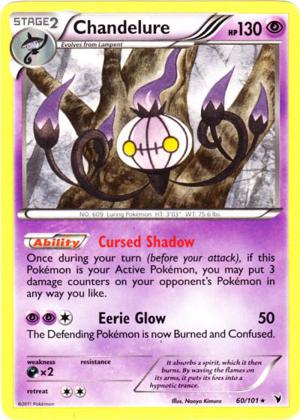 STAGE2
Chandelure
HP130
Evolves from Lampent
NO. 609 Luring Pokémon HT: 3'03" WT: 75.6 lbs.
Ability Cursed Shadow
Once during your turn (before your attack), if this
Pokémon is your Active Pokémon, you may put 3
damage counters on your opponent's Pokémon
in any way you like.
Eerie Glow 50
The Defending Pokémon is now Burned and Confused.
weakness resistance
×2
retreat
It absorbs a spirit, which it then
burns. By waving the flames on
its arms, it puts its foes into a
hypnotic trance.
©2011 Pokémon
Illus. Naoyo Kimura
60/101 ★